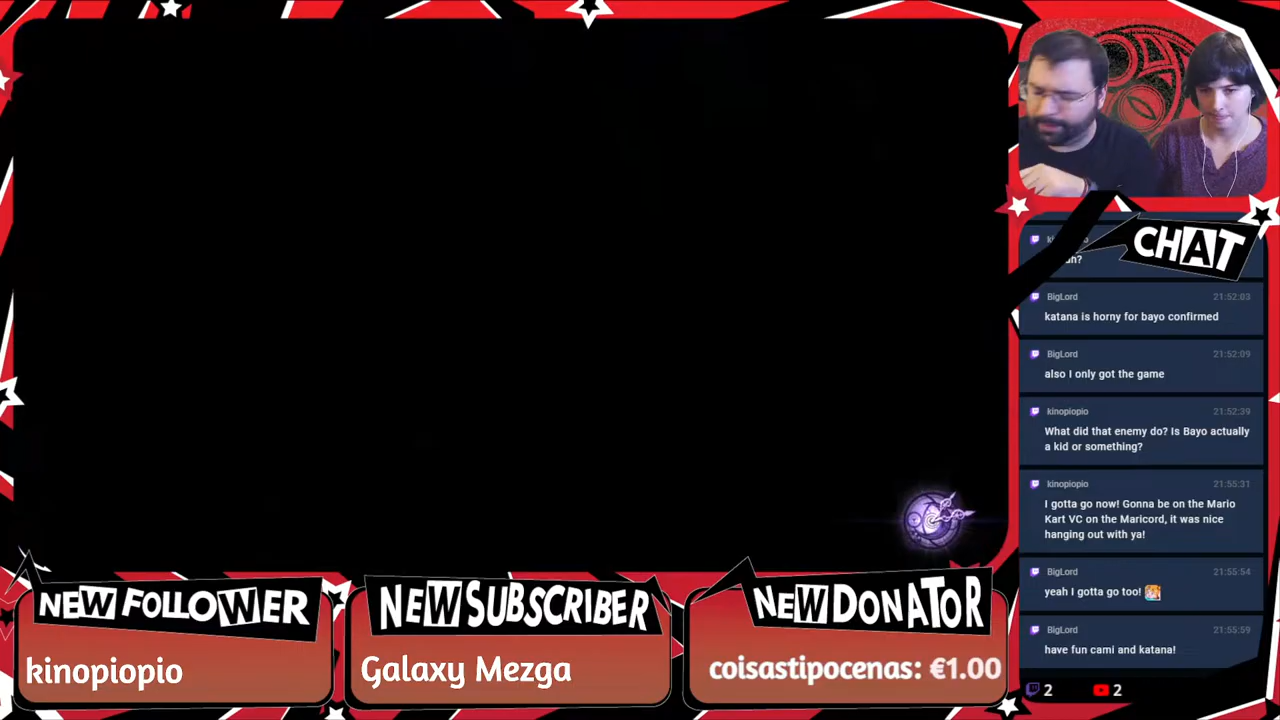 CHAT
BigLord 21:52:03
katana is horny for bayo confirmed
BigLord 21:52:09
also I only got the game
kinopiopio 21:52:39
What did that enemy do? Is Bayo actually
a kid or something?
kinopiopio 21:55:31
I gotta go now! Gonna be on the Mario
Kart VC on the Maricord, it was nice
hanging out with ya!
BigLord 21:55:54
yeah I gotta go too!
BigLord 21:55:59
have fun cami and katana!
2 2
NEW FOLLOWER
kinopiopio
NEW SUBSCRIBER
Galaxy Mezga
NEW DONATOR
coisastipocenas: €1.00